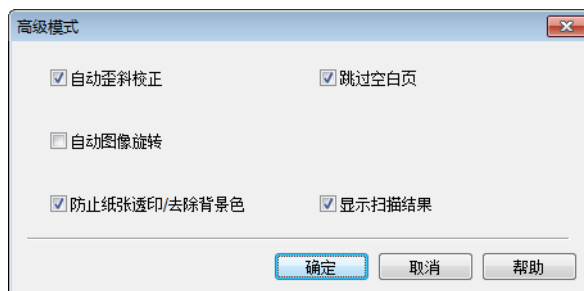 高级模式
自动歪斜校正 跳过空白页
自动图像旋转
防止纸张透印/去除背景色 显示扫描结果
确定 取消 帮助